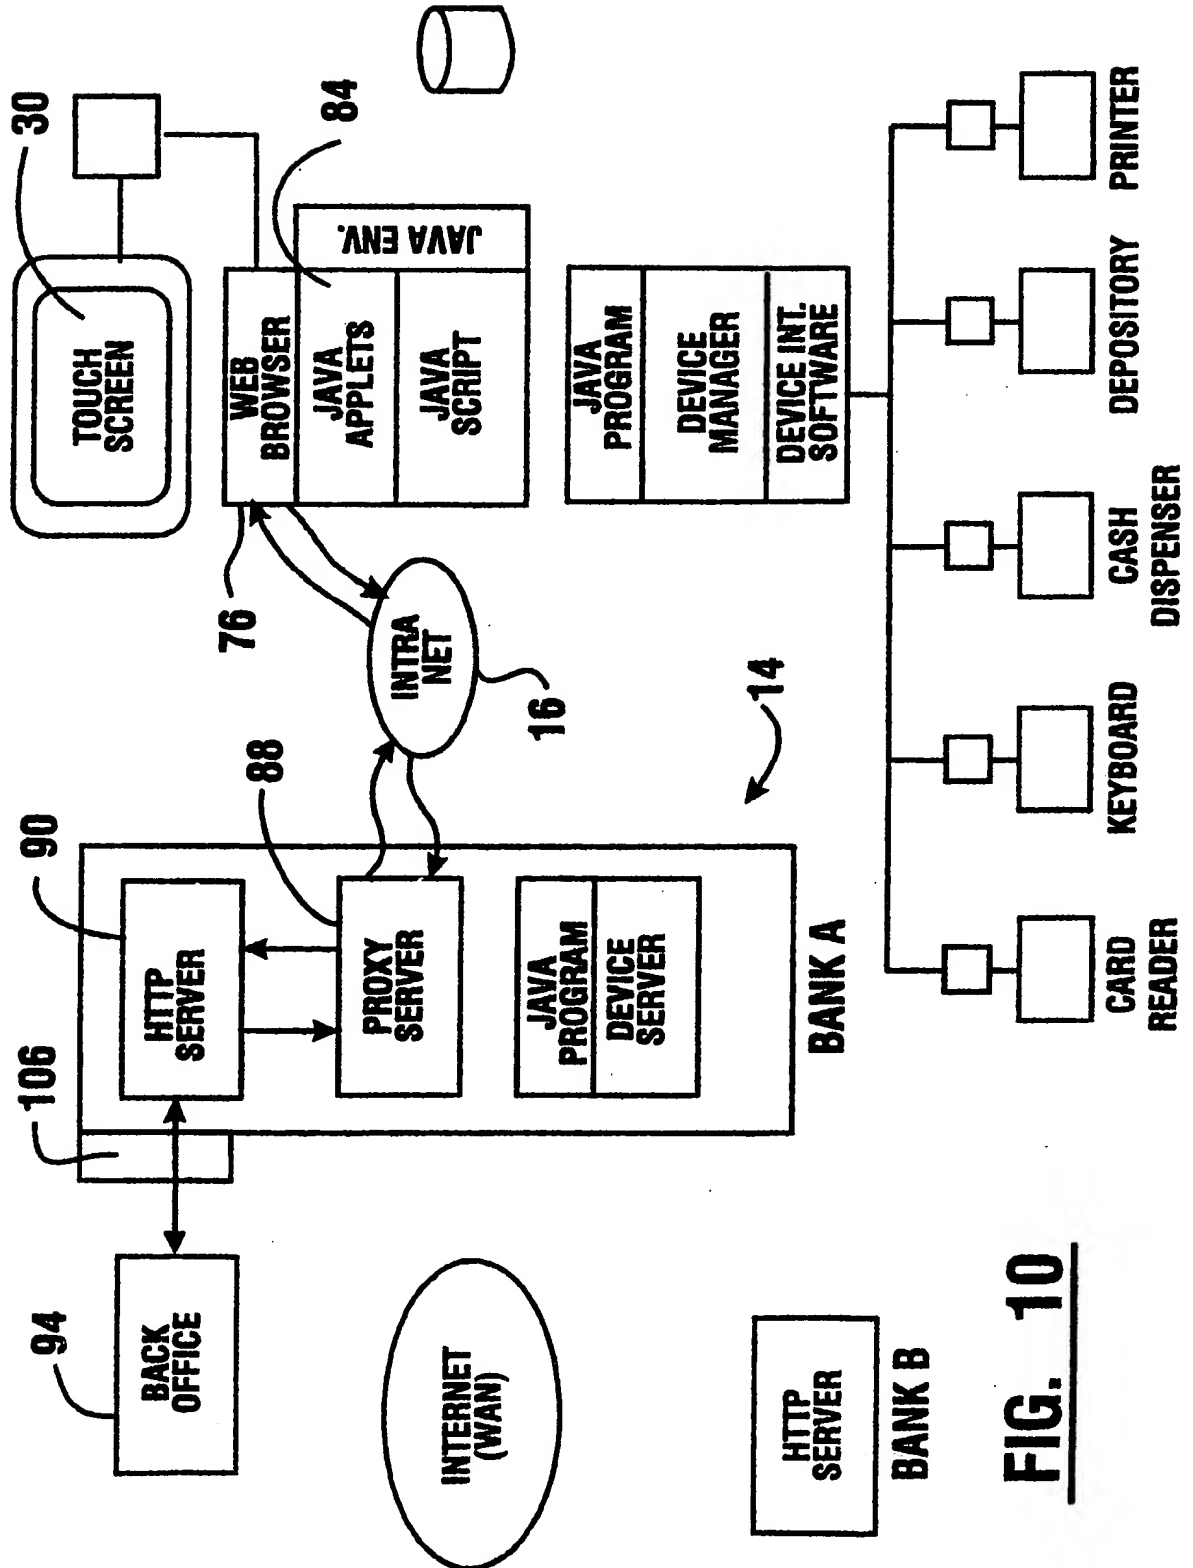 94
BACK
OFFICE
106
90
HTTP
SERVER
88
PROXY
SERVER
JAVA
PROGRAM
DEVICE
SERVER
BANK A
INTERNET
(WAN)
HTTP
SERVER
BANK B
INTRA
NET
16
14
76
30
TOUCH
SCREEN
WEB
BROWSER
JAVA
APPLETS
JAVA
SCRIPT
JAVA ENV.
84
JAVA
PROGRAM
DEVICE
MANAGER
DEVICE INT.
SOFTWARE
CARD
READER
KEYBOARD
CASH
DISPENSER
DEPOSITORY
PRINTER
FIG. 10